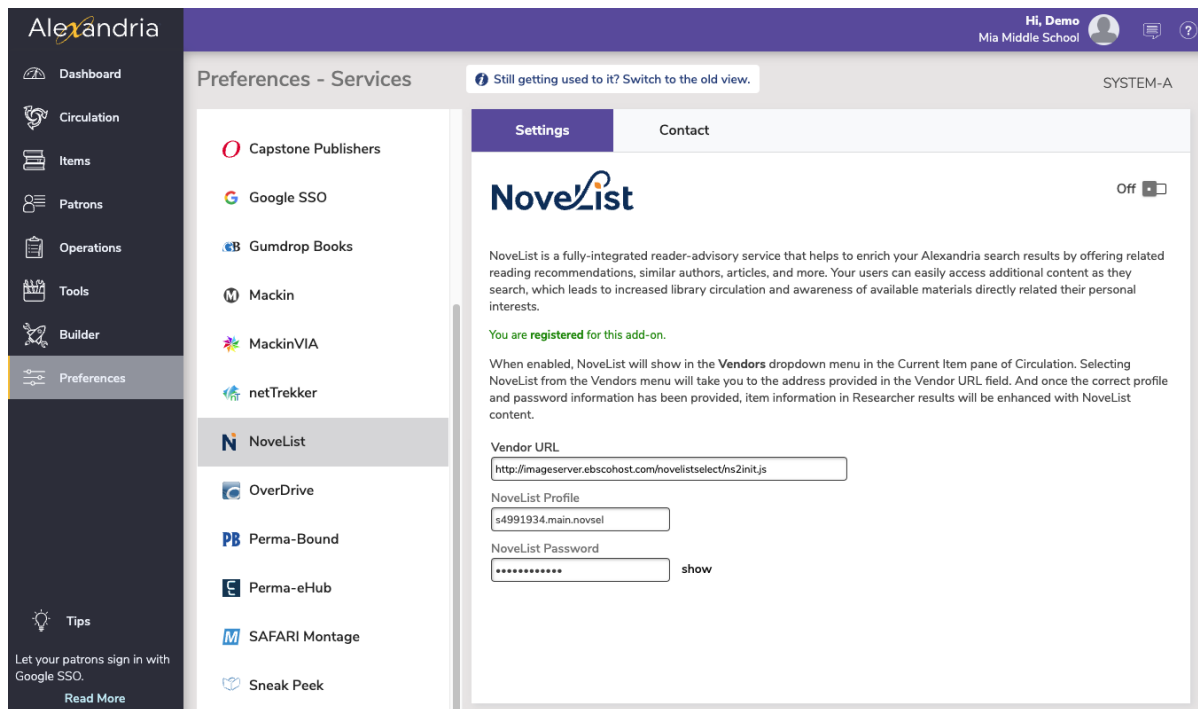 Alexandria
Hi, Demo
Mia Middle School
Dashboard
Circulation
Items
Patrons
Operations
Tools
Builder
Preferences
Tips
Let your patrons sign in with
Google SSO.
Read More
Preferences - Services
Still getting used to it? Switch to the old view.
SYSTEM-A
Capstone Publishers
Google SSO
Gumdrop Books
Mackin
MackinVIA
netTrekker
NoveList
OverDrive
Perma-Bound
Perma-eHub
SAFARI Montage
Sneak Peek
Settings
Contact
NoveList
Off
NoveList is a fully-integrated reader-advisory service that helps to enrich your Alexandria search results by offering related
reading recommendations, similar authors, articles, and more. Your users can easily access additional content as they
search, which leads to increased library circulation and awareness of available materials directly related their personal
interests.
You are registered for this add-on.
When enabled, NoveList will show in the Vendors dropdown menu in the Current Item pane of Circulation. Selecting
NoveList from the Vendors menu will take you to the address provided in the Vendor URL field. And once the correct profile
and password information has been provided, item information in Researcher results will be enhanced with NoveList
content.
Vendor URL
http://imageserver.ebscohost.com/novelistselect/ns2init.js
NoveList Profile
s4991934.main.novsel
NoveList Password
•••••••••••• show